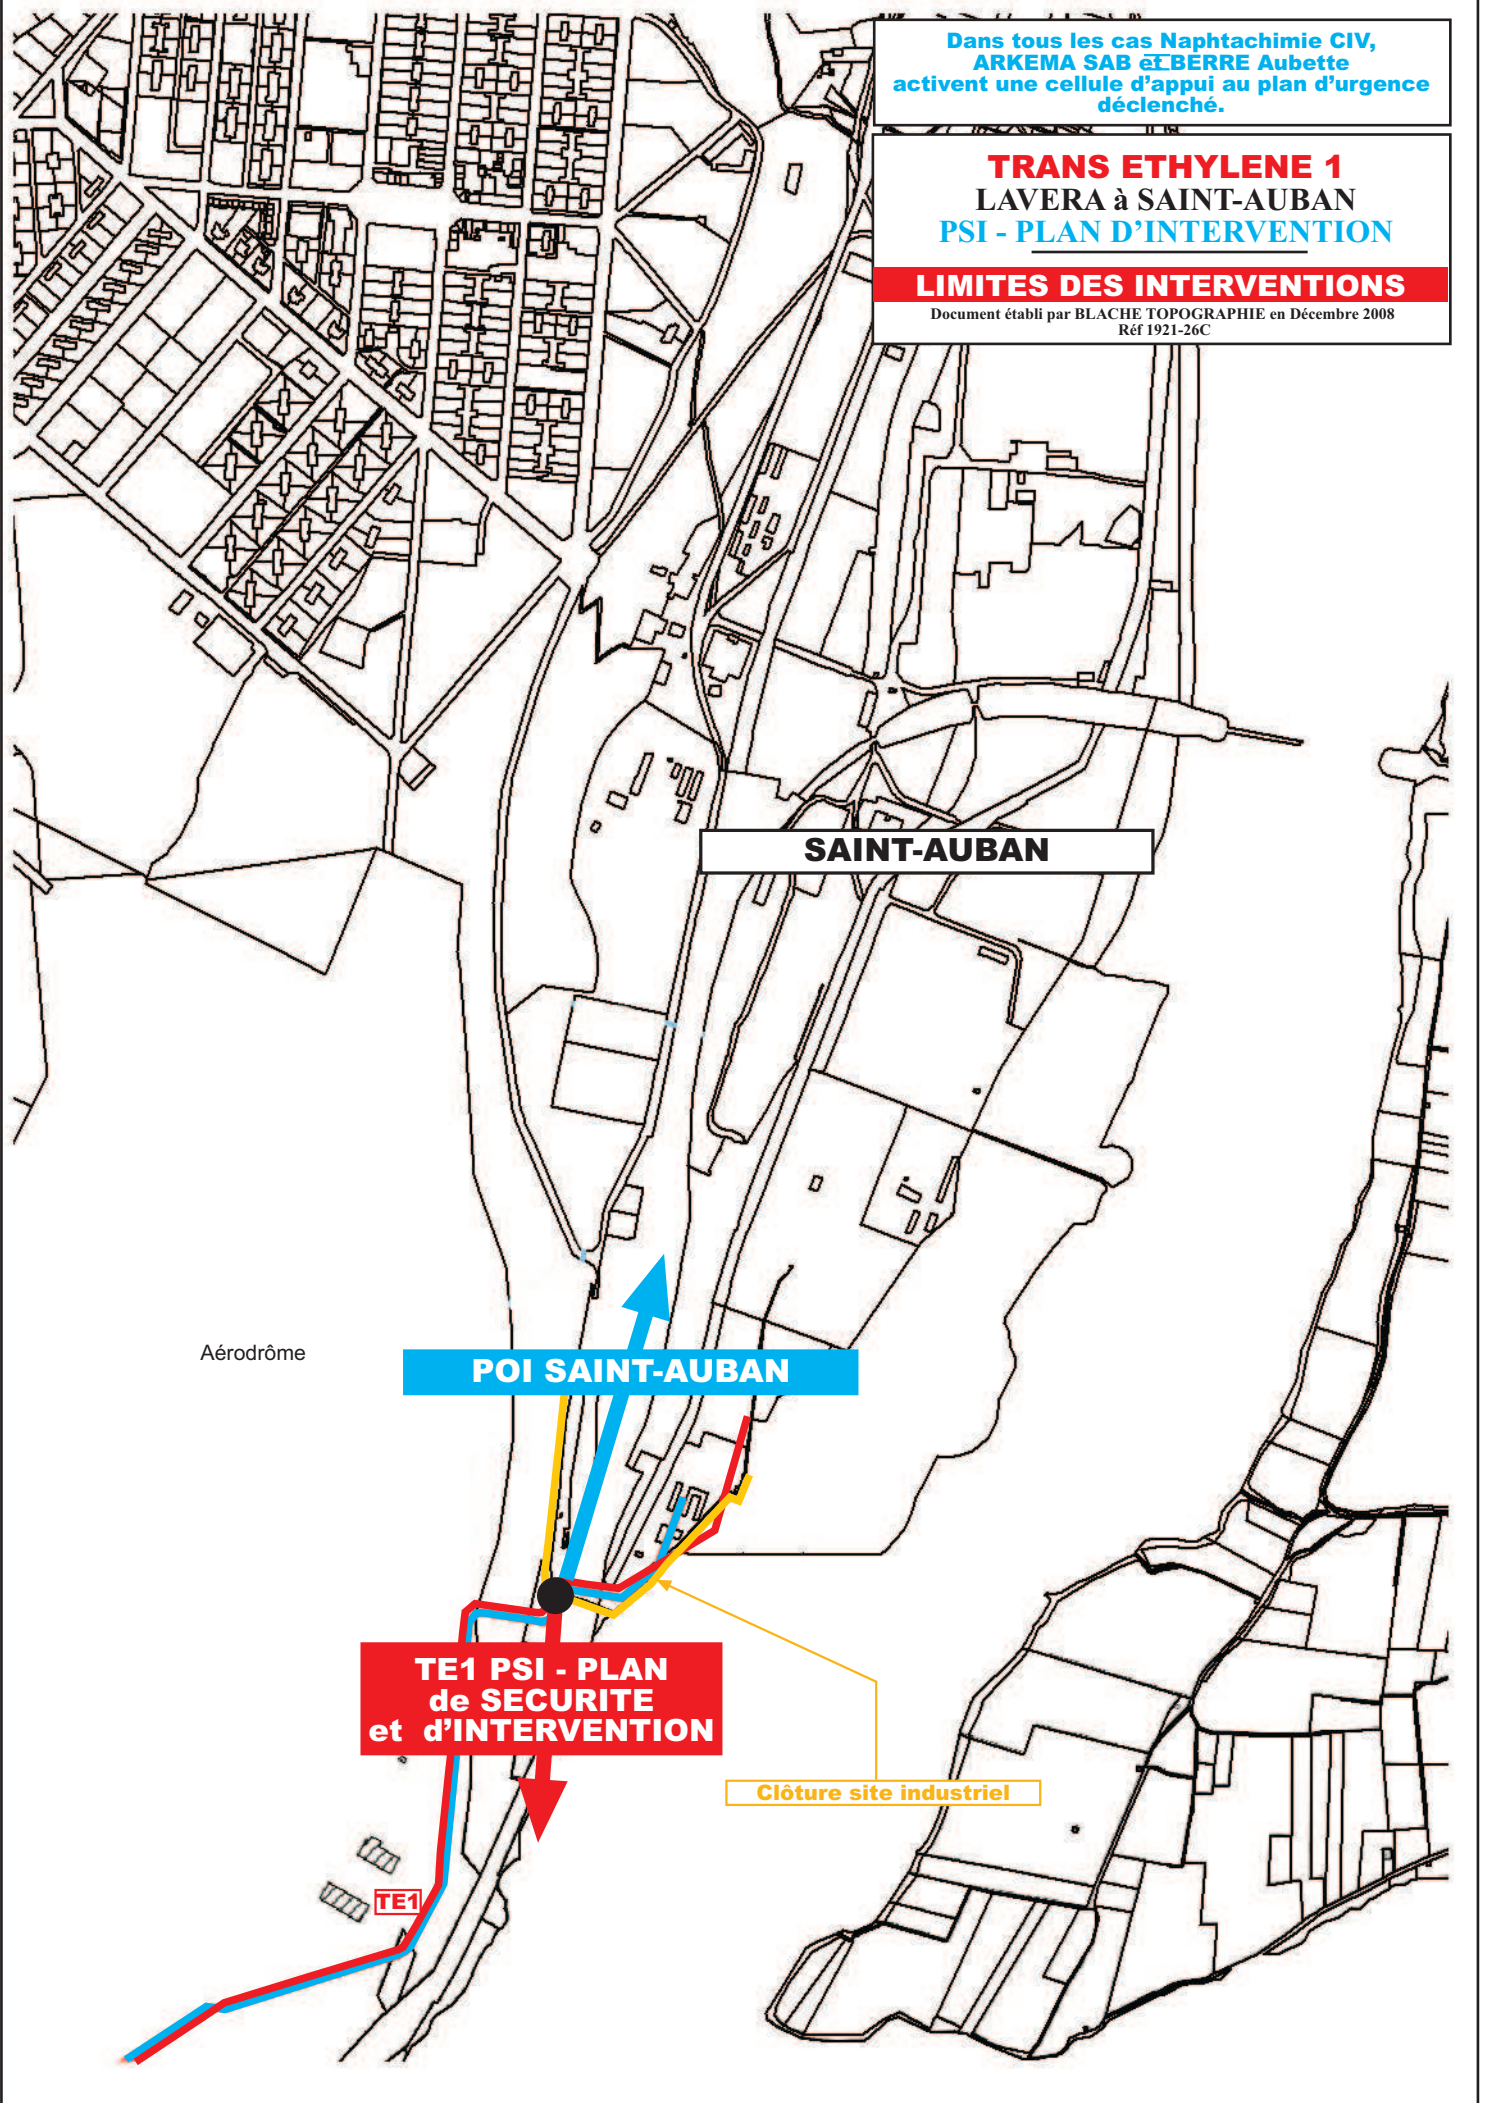 Dans tous les cas Naphtachimie CIV,
ARKEMA SAB et BERRE Aubette
activent une cellule d'appui au plan d'urgence
déclenché.
TRANS ETHYLENE 1
LAVERA à SAINT-AUBAN
PSI - PLAN D'INTERVENTION
LIMITES DES INTERVENTIONS
Document établi par BLACHE TOPOGRAPHIE en Décembre 2008
Réf 1921-26C
SAINT-AUBAN
Aérodrôme
POI SAINT-AUBAN
TE1 PSI - PLAN
de SECURITE
et d'INTERVENTION
Clôture site industriel
TE1